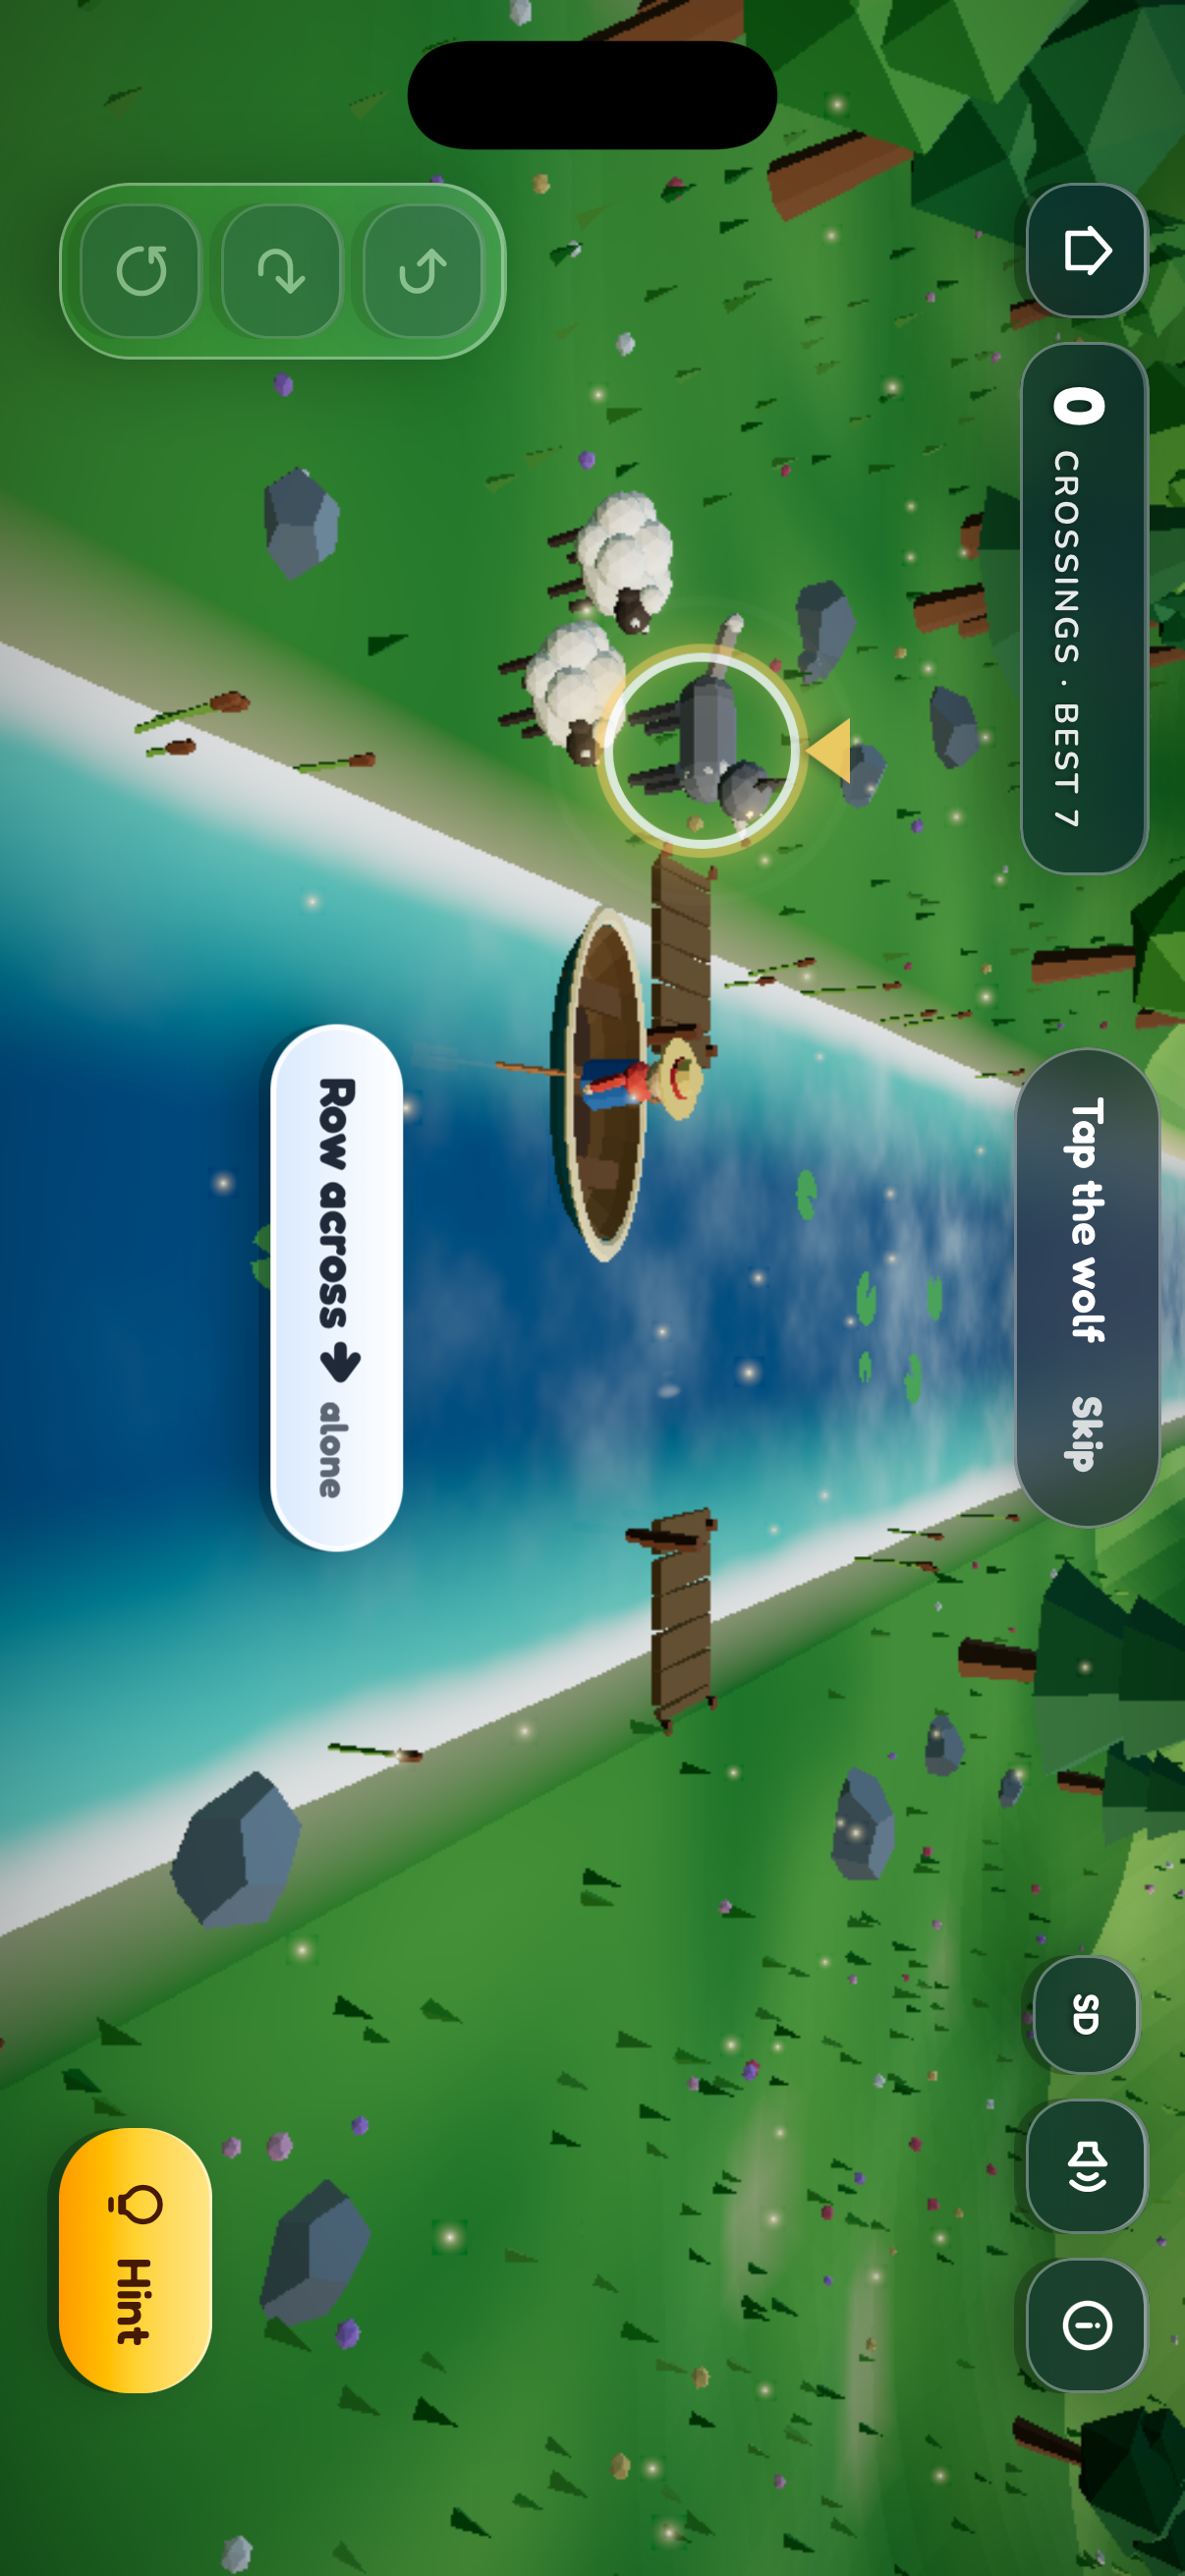 0 CROSSINGS · BEST 7
Tap the wolf Skip
SD
Row across → alone
Hint